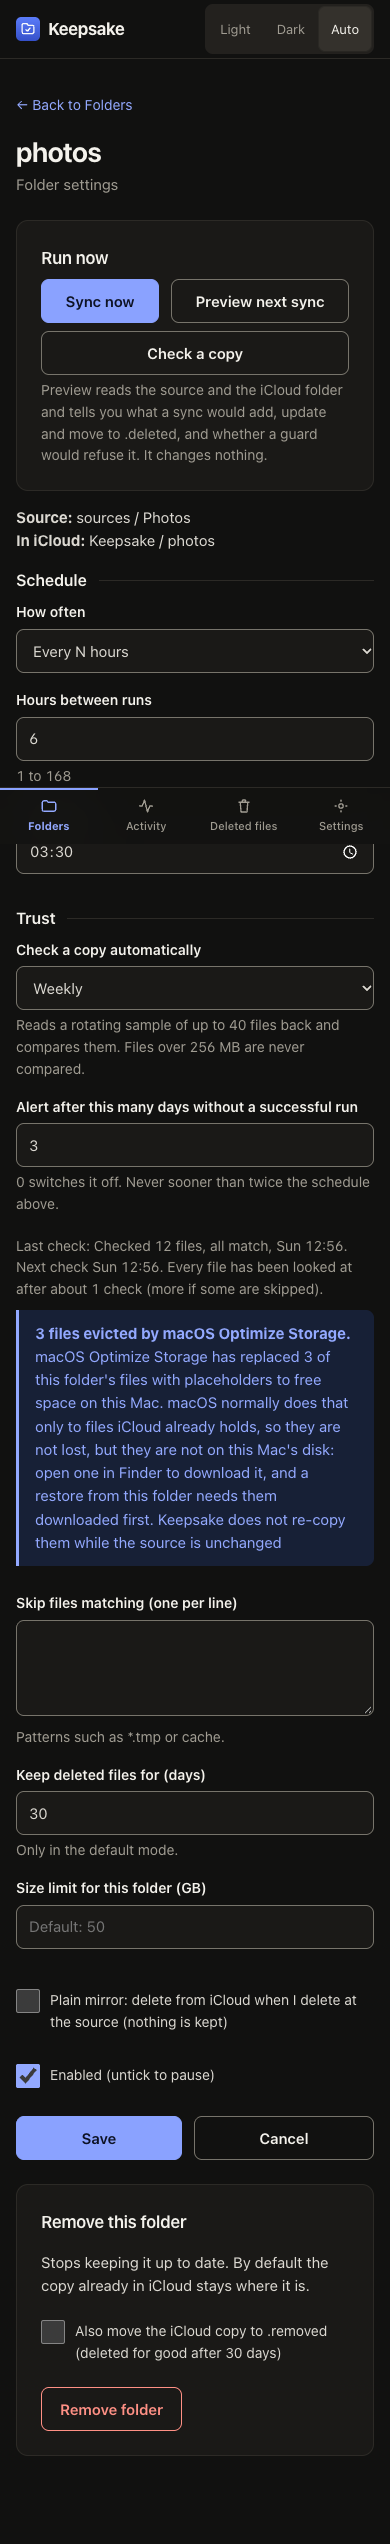 Keepsake
Light Dark Auto
← Back to Folders
photos
Folder settings
Run now
Sync now
Preview next sync
Check a copy
Preview reads the source and the iCloud folder
and tells you what a sync would add, update
and move to .deleted, and whether a guard
would refuse it. It changes nothing.
Source: sources / Photos
In iCloud: Keepsake / photos
Schedule
How often
Every N hours
Hours between runs
6
1 to 168
Folders
Activity
Deleted files
Settings
03:30
Trust
Check a copy automatically
Weekly
Reads a rotating sample of up to 40 files back and
compares them. Files over 256 MB are never
compared.
Alert after this many days without a successful run
3
0 switches it off. Never sooner than twice the schedule
above.
Last check: Checked 12 files, all match, Sun 12:56.
Next check Sun 12:56. Every file has been looked at
after about 1 check (more if some are skipped).
3 files evicted by macOS Optimize Storage.
macOS Optimize Storage has replaced 3 of
this folder's files with placeholders to free
space on this Mac. macOS normally does that
only to files iCloud already holds, so they are
not lost, but they are not on this Mac's disk:
open one in Finder to download it, and a
restore from this folder needs them
downloaded first. Keepsake does not re-copy
them while the source is unchanged
Skip files matching (one per line)
Patterns such as *.tmp or cache.
Keep deleted files for (days)
30
Only in the default mode.
Size limit for this folder (GB)
Default: 50
Plain mirror: delete from iCloud when I delete at
the source (nothing is kept)
Enabled (untick to pause)
Save
Cancel
Remove this folder
Stops keeping it up to date. By default the
copy already in iCloud stays where it is.
Also move the iCloud copy to .removed
(deleted for good after 30 days)
Remove folder